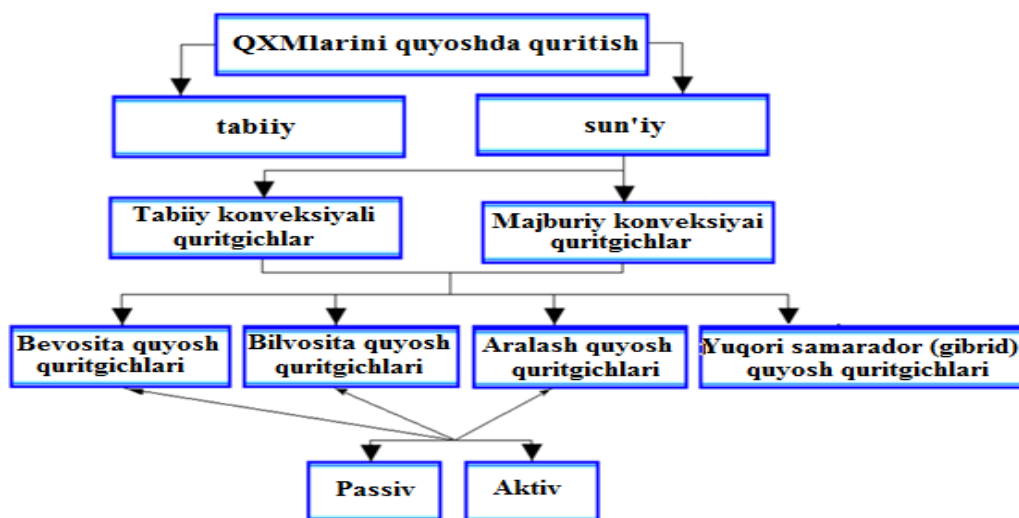 QXMlarini quyoshda quritish
tabiiy
sun'iy
Tabiiy konveksiyali
quritgichlar
Majburiy konveksiyai
quritgichlar
Bevosita quyosh
quritgichlari
Bilvosita quyosh
quritgichlari
Aralash quyosh
quritgichlari
Yuqori samarador (gibrid)
quyosh quritgichlari
Passiv
Aktiv